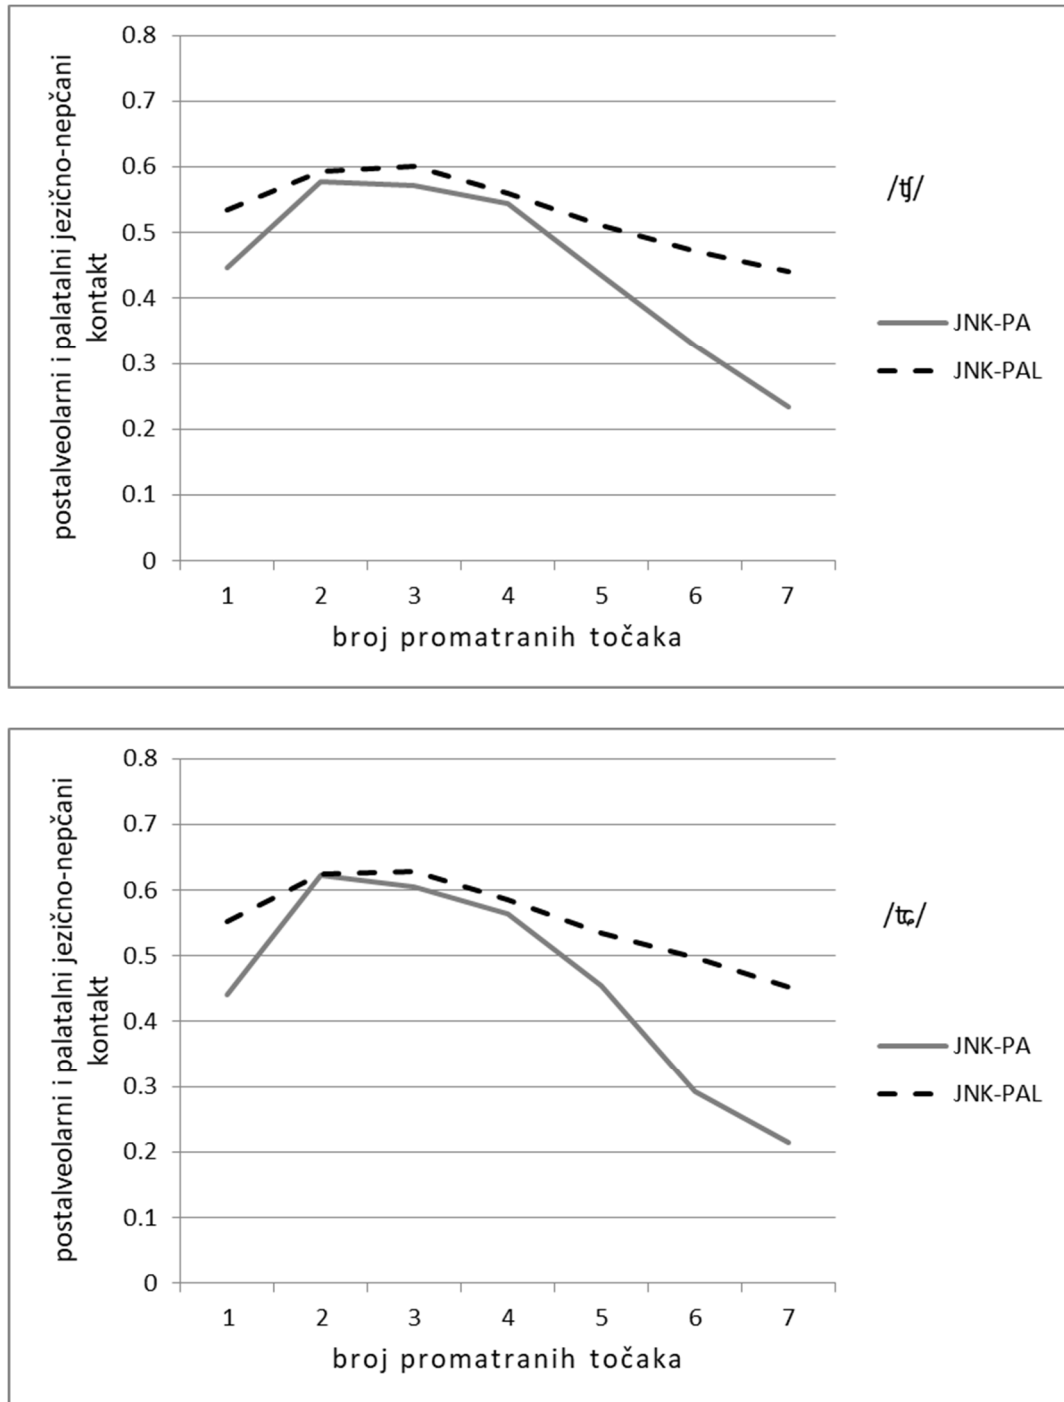 postalveolarni i palatalni jezično-nepčani
kontakt
0.8
0.7
0.6
0.5
0.4
0.3
0.2
0.1
0
1 2 3 4 5 6 7
broj promatranih točaka
/ʧ/
JNK-PA
JNK-PAL
postalveolarni i palatalni jezično-nepčani
kontakt
0.8
0.7
0.6
0.5
0.4
0.3
0.2
0.1
0
1 2 3 4 5 6 7
broj promatranih točaka
/ʨ/
JNK-PA
JNK-PAL